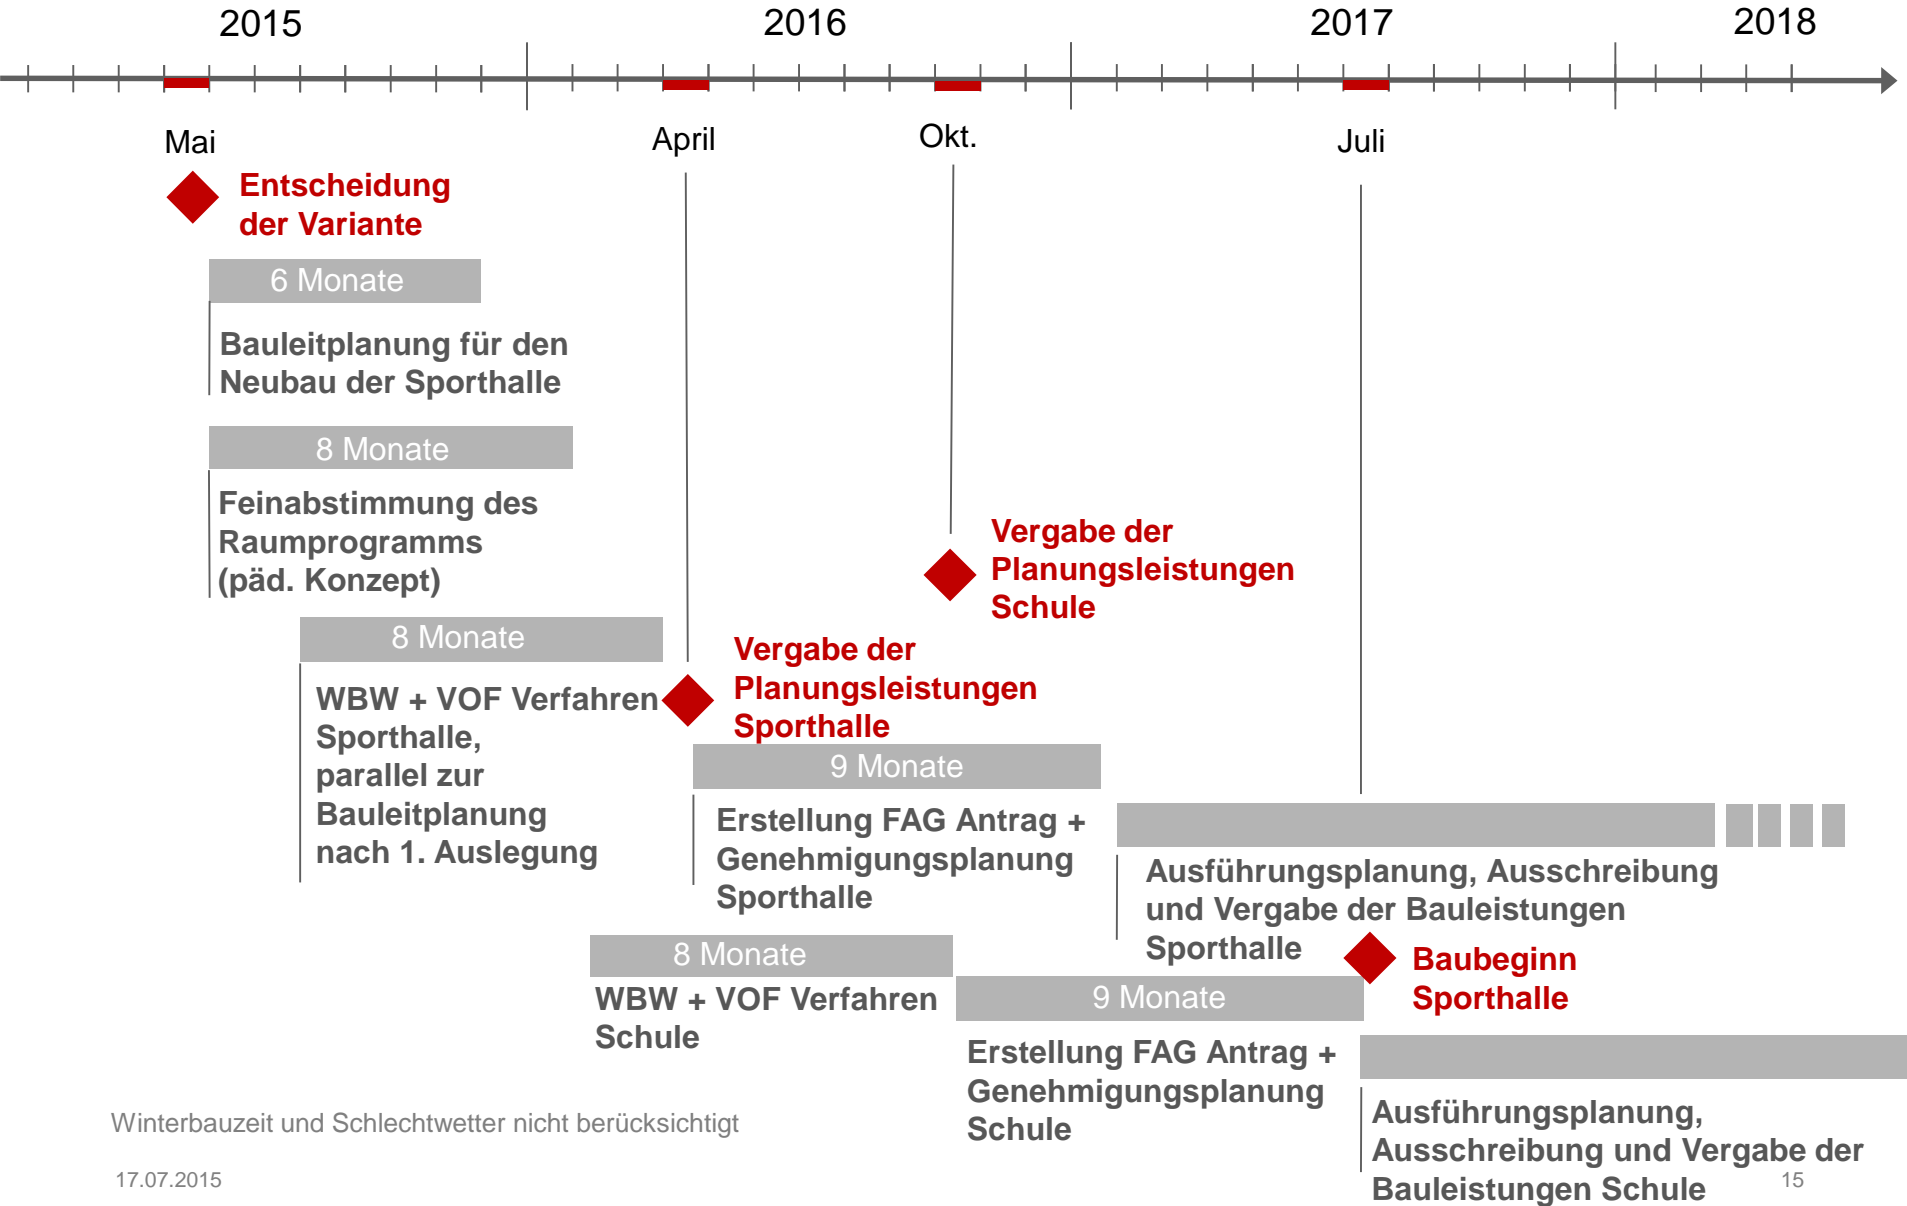 2015
2016
2017
2018
Mai
April
Okt.
Juli
Entscheidung
der Variante
6 Monate
Bauleitplanung für den
Neubau der Sporthalle
8 Monate
Feinabstimmung des
Raumprogramms
(päd. Konzept)
Vergabe der
Planungsleistungen
Schule
8 Monate
WBW + VOF Verfahren
Sporthalle,
parallel zur
Bauleitplanung
nach 1. Auslegung
Vergabe der
Planungsleistungen
Sporthalle
9 Monate
Erstellung FAG Antrag +
Genehmigungsplanung
Sporthalle
Ausführungsplanung, Ausschreibung
und Vergabe der Bauleistungen
Sporthalle
Baubeginn
Sporthalle
8 Monate
WBW + VOF Verfahren
Schule
9 Monate
Erstellung FAG Antrag +
Genehmigungsplanung
Schule
Ausführungsplanung,
Ausschreibung und Vergabe der
Bauleistungen Schule
Winterbauzeit und Schlechtwetter nicht berücksichtigt
17.07.2015
15